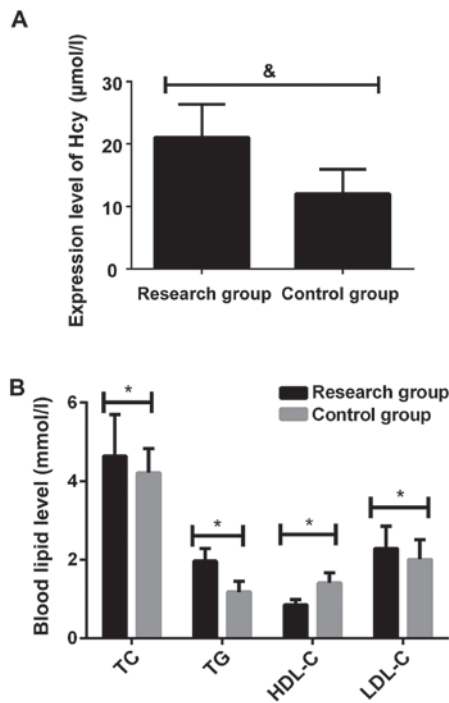 A
Expression level of Hcy (μmol/l)
30
20
10
0
&
Research group
Control group
B
Blood lipid level (mmol/l)
6
4
2
0
Research group
Control group
*
*
*
*
TC
TG
HDL-C
LDL-C